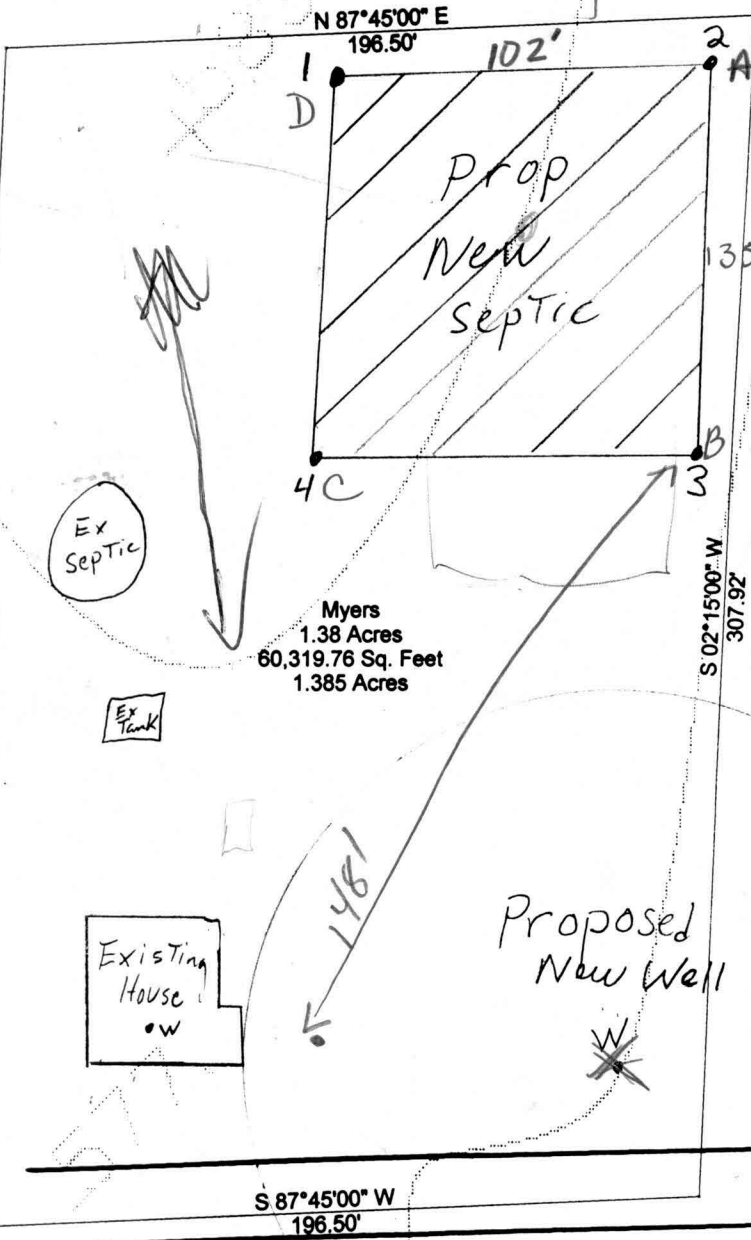 N 87°45'00" E
196.50'
102'
1
2
D
A
Prop
New
Septic
4 C
3
B
Ex
Septic
S 02°15'00" W
307.92'
Myers
1.38 Acres
60,319.76 Sq. Feet
1.385 Acres
Ex
Tank
148'
Proposed
New Well
Existing
House
W
W
S 87°45'00" W
196.50'